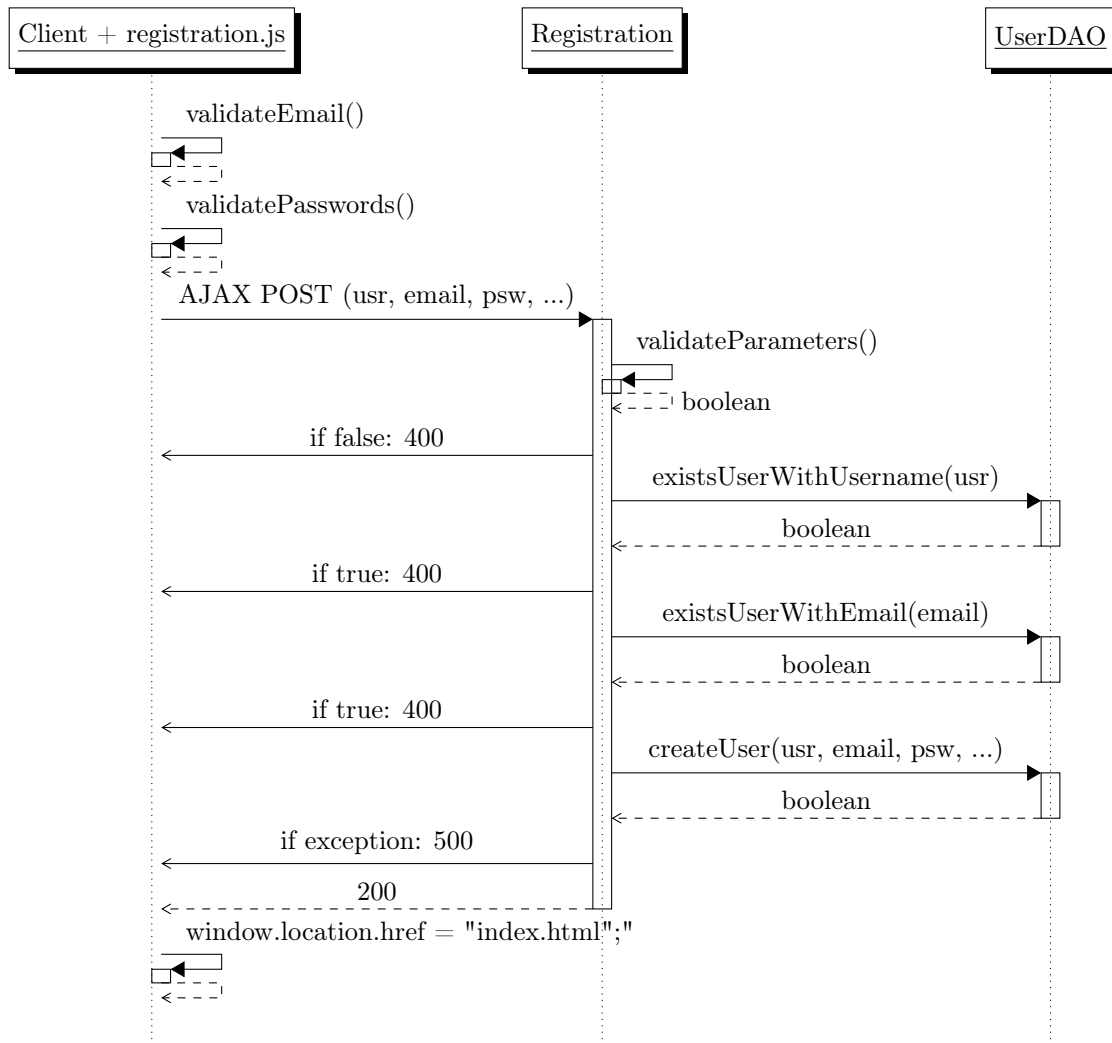 Client + registration.js
Registration
UserDAO
validateEmail()
validatePasswords()
AJAX POST (usr, email, psw, ...)
validateParameters()
boolean
if false: 400
existsUserWithUsername(usr)
boolean
if true: 400
existsUserWithEmail(email)
boolean
if true: 400
createUser(usr, email, psw, ...)
boolean
if exception: 500
200
window.location.href = "index.html";"